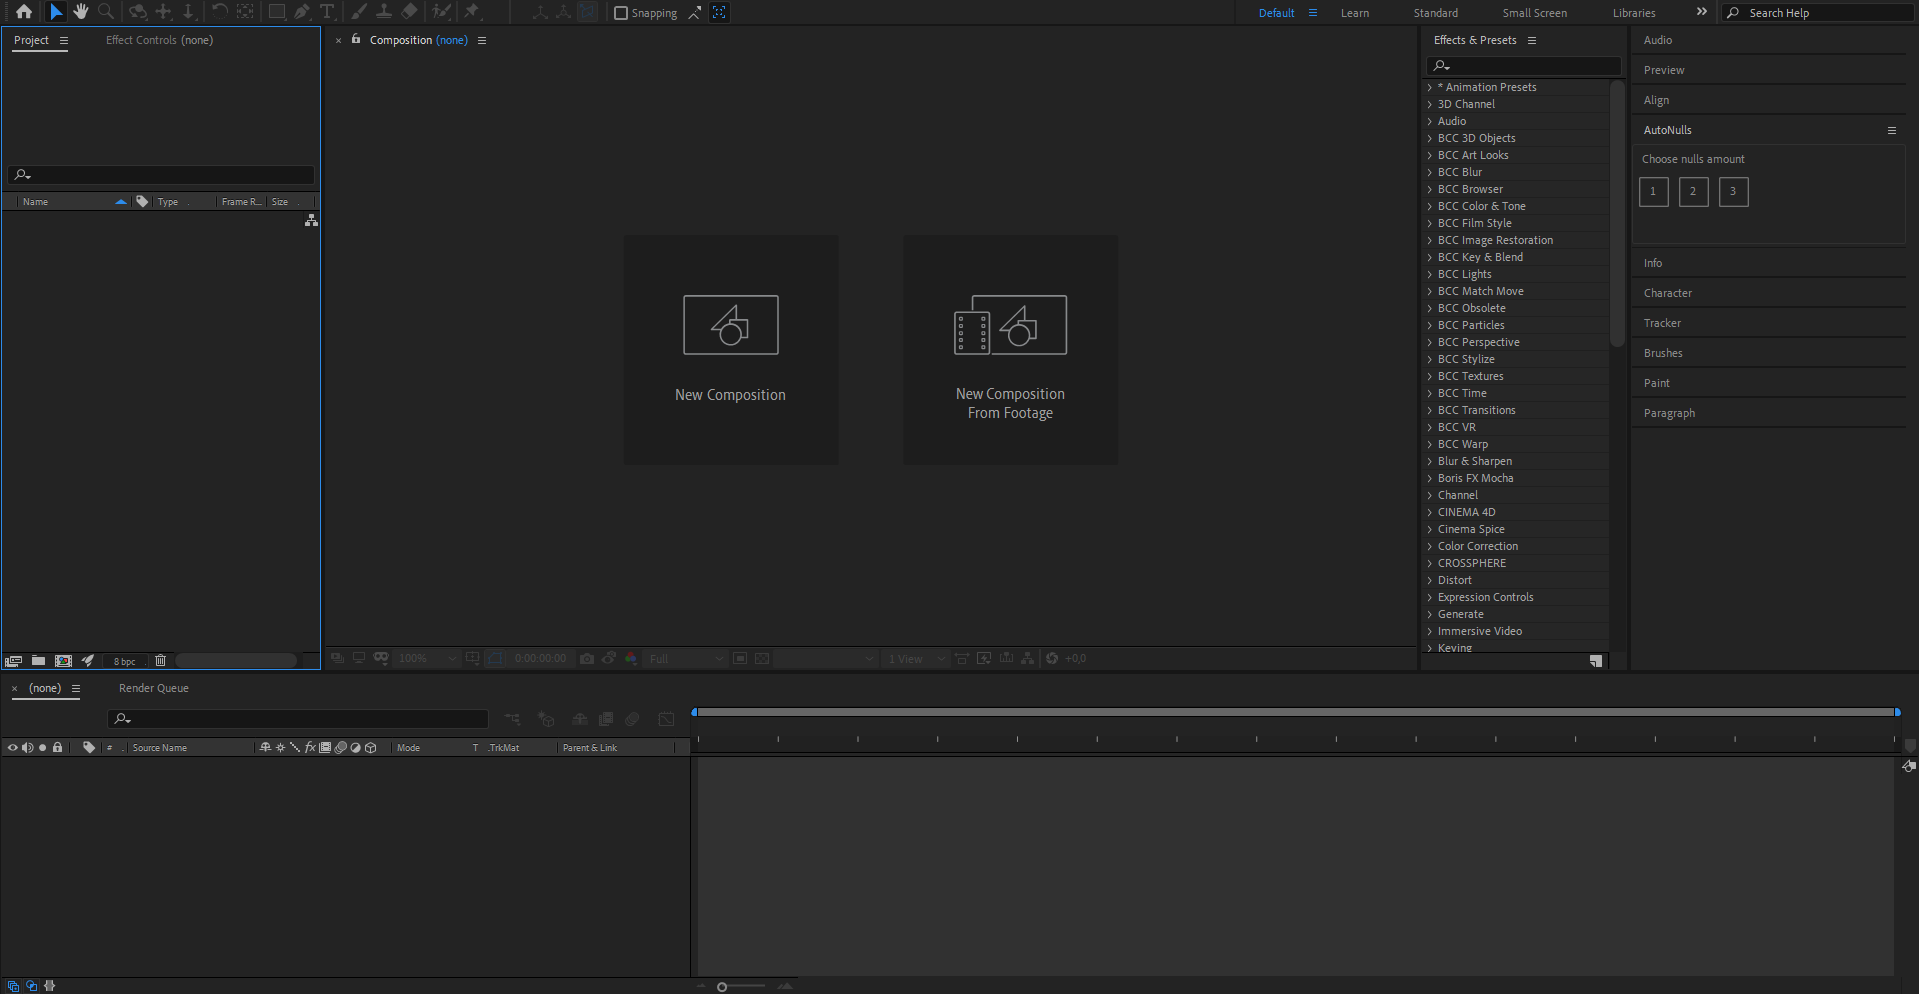 Snapping
Default
Learn
Standard
Small Screen
Libraries
Search Help
Project
Effect Controls (none)
Name
Type
Frame R...
Size
8 bpc
Composition (none)
New Composition
New Composition
From Footage
100%
0:00:00:00
Full
1 View
+0,0
Effects & Presets
* Animation Presets
3D Channel
Audio
BCC 3D Objects
BCC Art Looks
BCC Blur
BCC Browser
BCC Color & Tone
BCC Film Style
BCC Image Restoration
BCC Key & Blend
BCC Lights
BCC Match Move
BCC Obsolete
BCC Particles
BCC Perspective
BCC Stylize
BCC Textures
BCC Time
BCC Transitions
BCC VR
BCC Warp
Blur & Sharpen
Boris FX Mocha
Channel
CINEMA 4D
Cinema Spice
Color Correction
CROSSPHERE
Distort
Expression Controls
Generate
Immersive Video
Keying
Audio
Preview
Align
AutoNulls
Choose nulls amount
1
2
3
Info
Character
Tracker
Brushes
Paint
Paragraph
(none)
Render Queue
#
Source Name
fx
Mode
T .TrkMat
Parent & Link